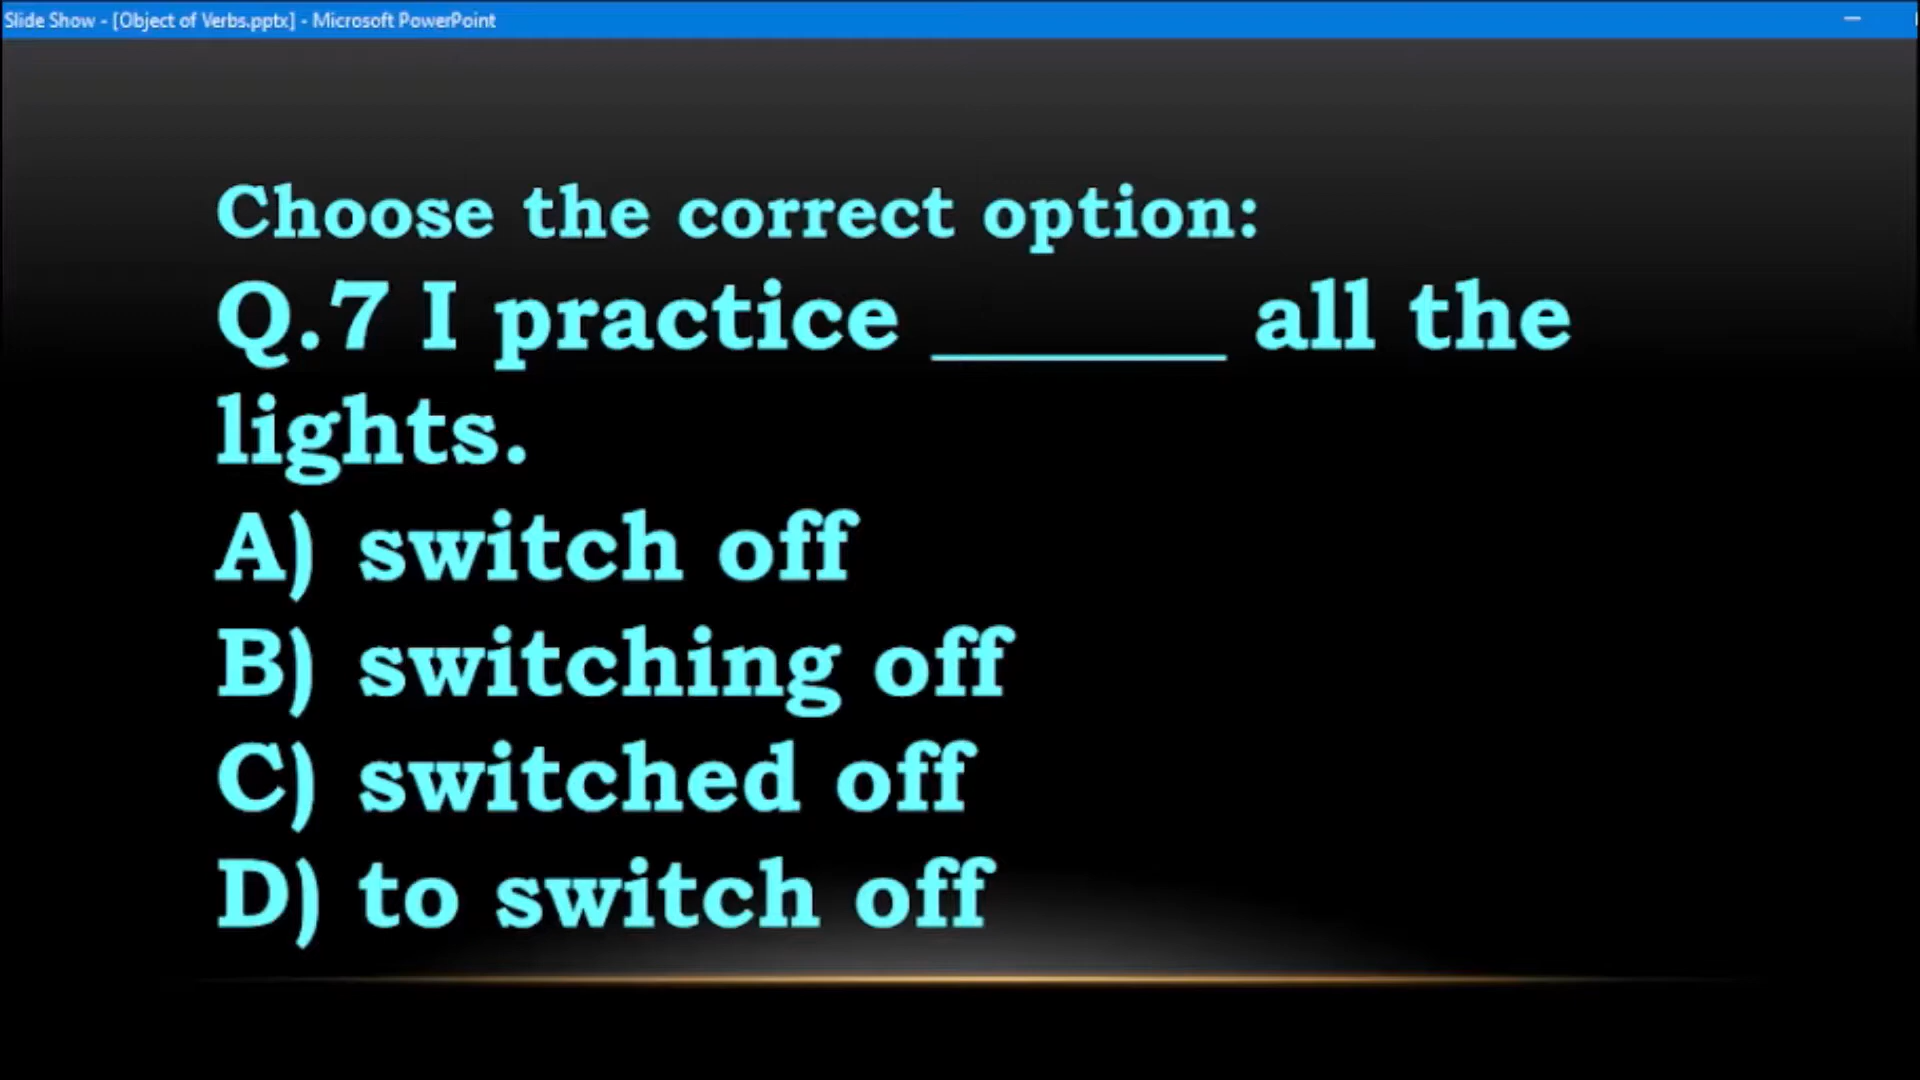 Slide Show - [Object of Verbs.pptx] - Microsoft PowerPoint
Choose the correct option:
Q.7 I practice ______ all the
lights.
A) switch off
B) switching off
C) switched off
D) to switch off